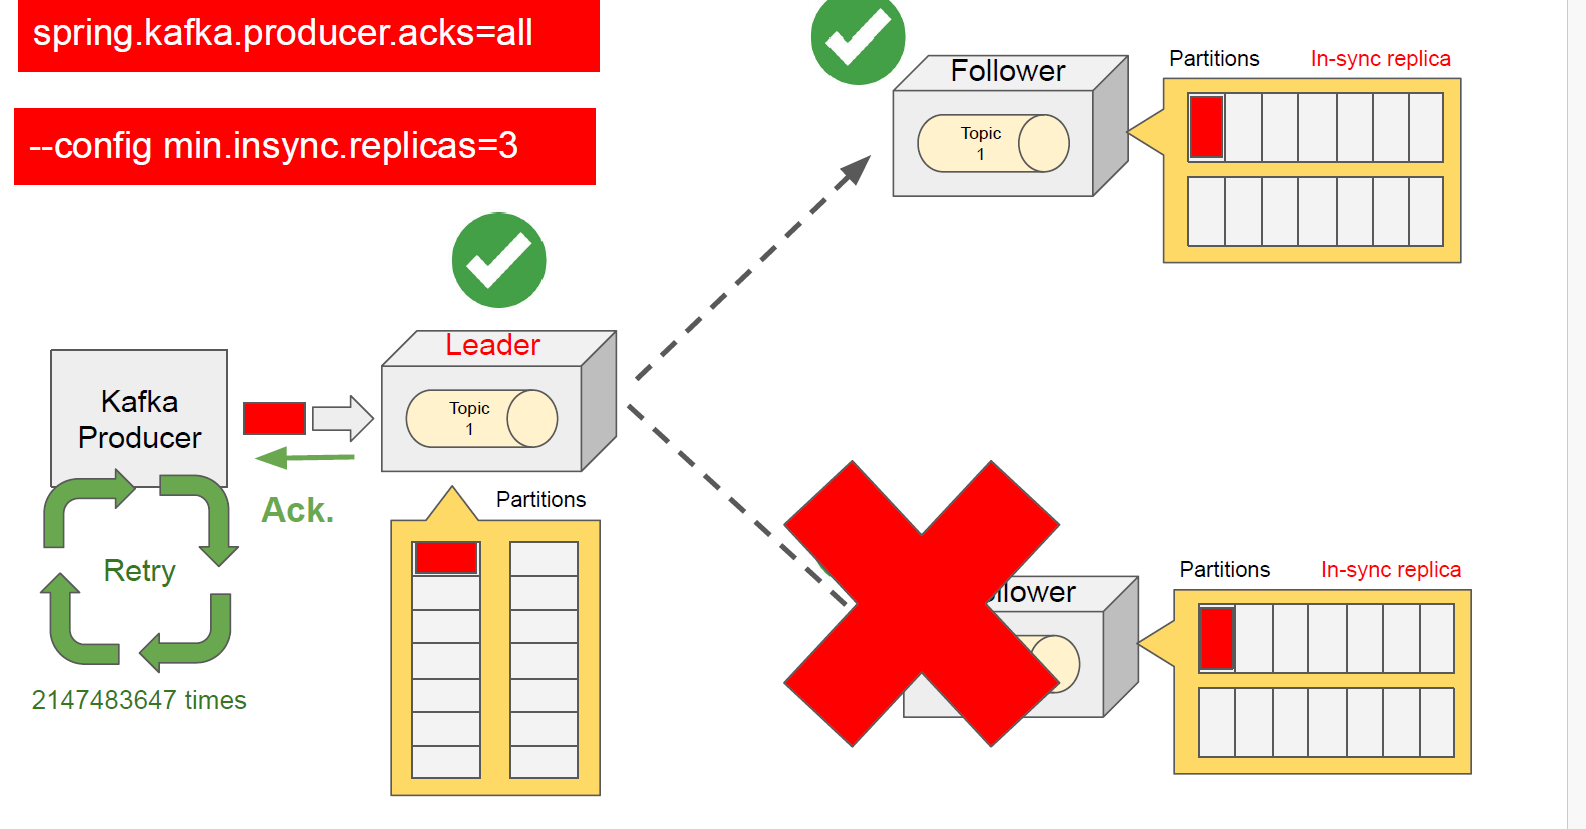 spring.kafka.producer.acks=all
--config min.insync.replicas=3
Follower
Topic
1
Partitions
In-sync replica
Leader
Topic
1
Kafka
Producer
Ack.
Partitions
Retry
2147483647 times
Partitions
In-sync replica